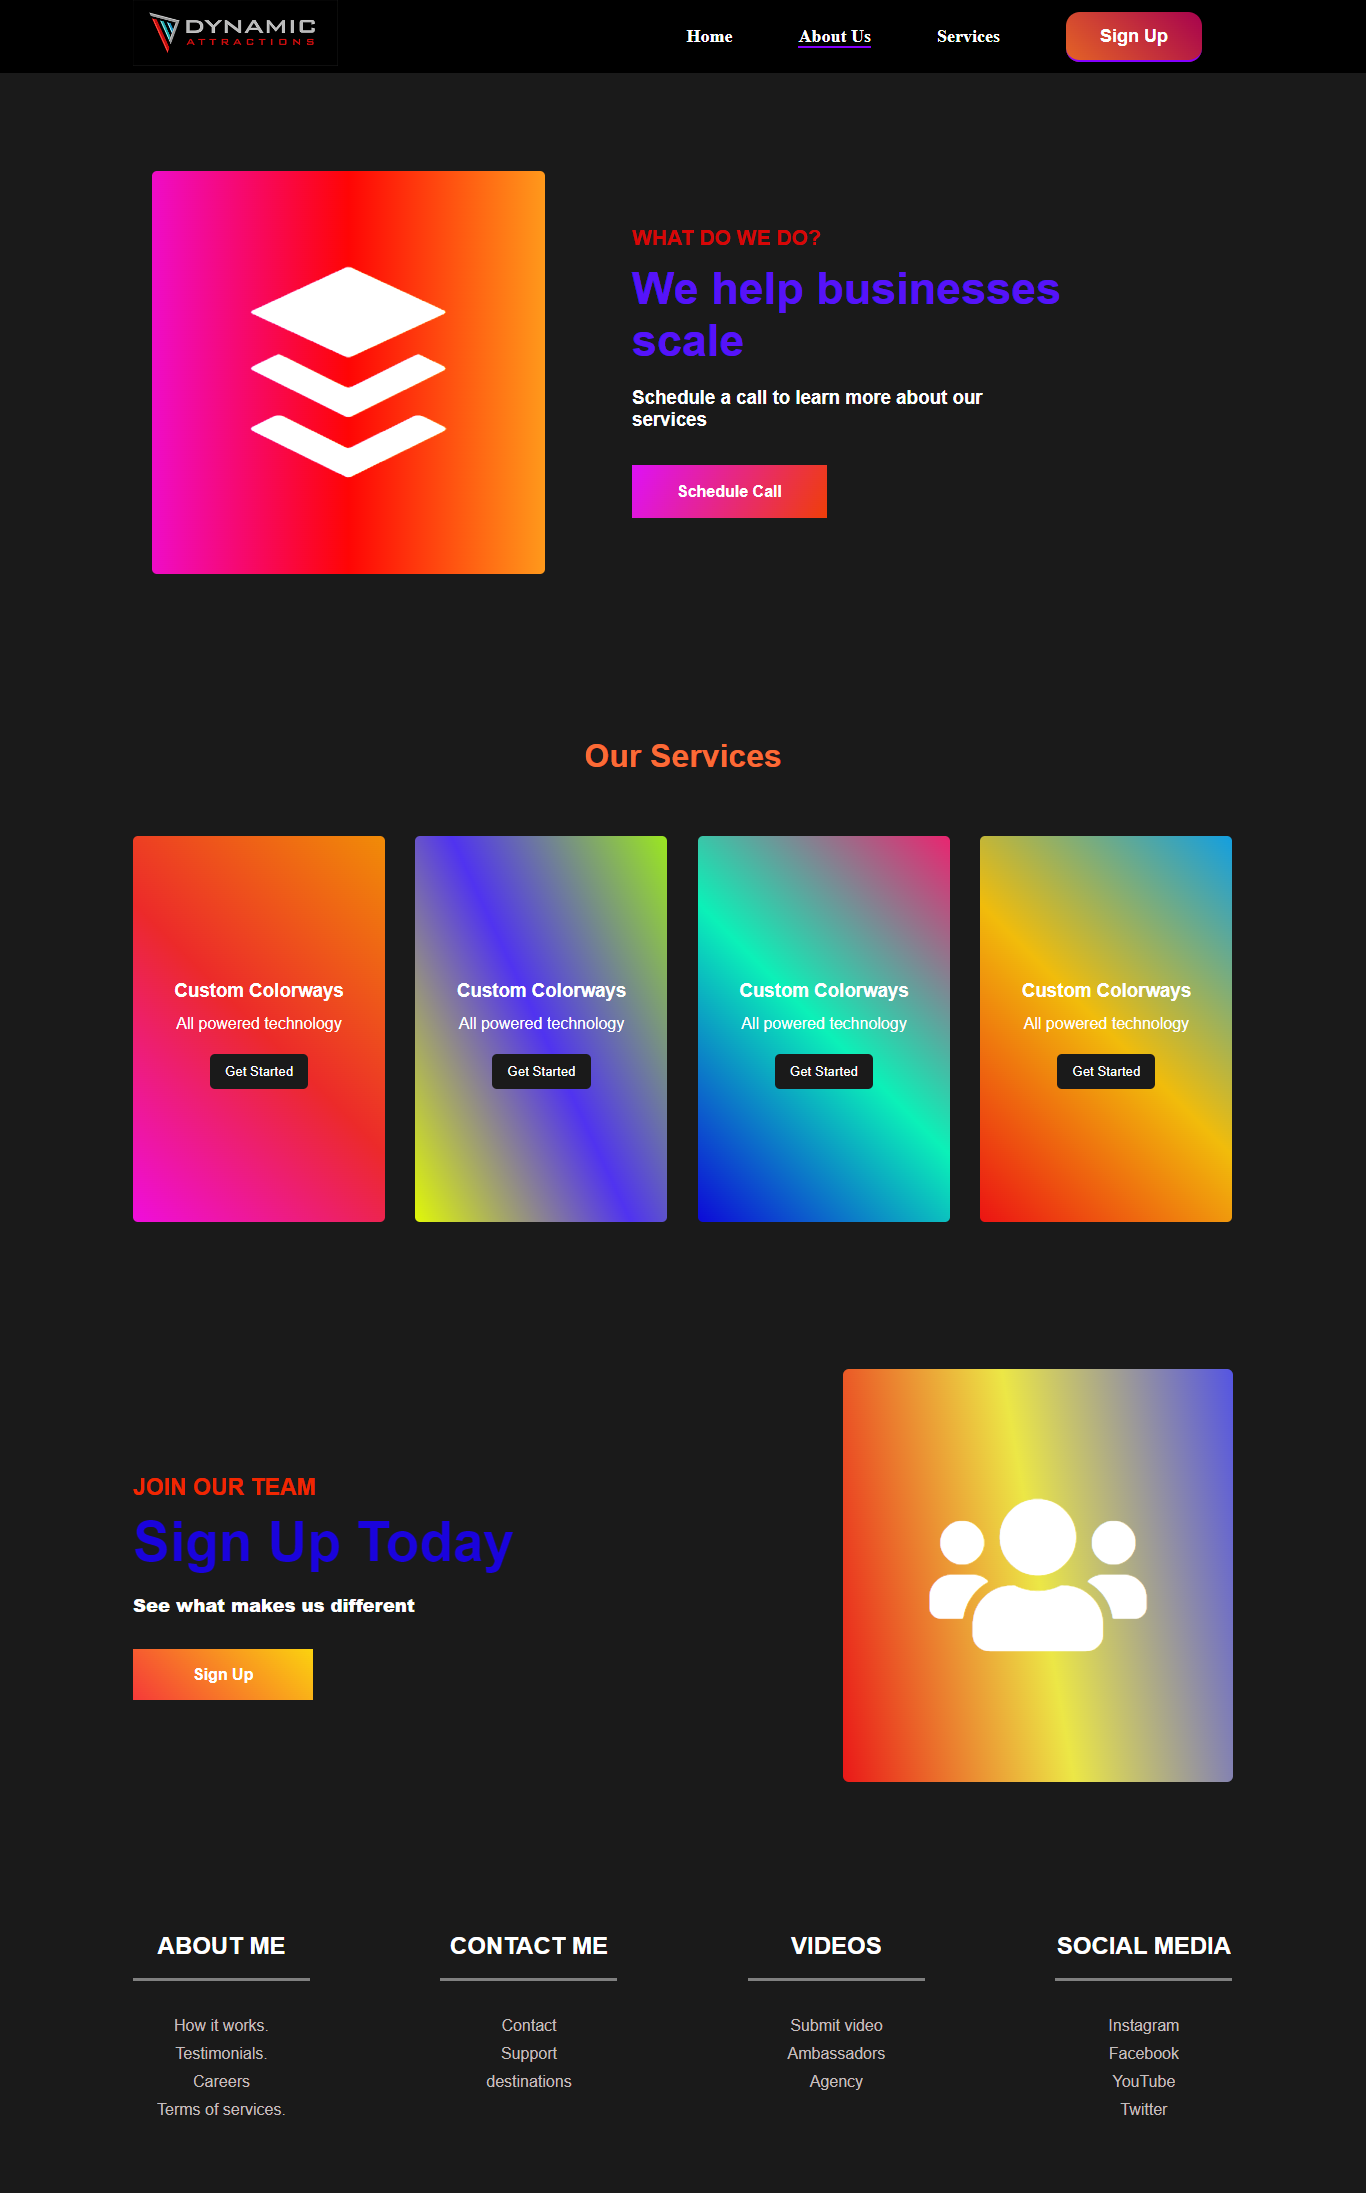 DYNAMIC
ATTRACTIONS
Home
About Us
Services
Sign Up
WHAT DO WE DO?
We help businesses
scale
Schedule a call to learn more about our
services
Schedule Call
Our Services
Custom Colorways
All powered technology
Get Started
Custom Colorways
All powered technology
Get Started
Custom Colorways
All powered technology
Get Started
Custom Colorways
All powered technology
Get Started
JOIN OUR TEAM
Sign Up Today
See what makes us different
Sign Up
ABOUT ME
How it works.
Testimonials.
Careers
Terms of services.
CONTACT ME
Contact
Support
destinations
VIDEOS
Submit video
Ambassadors
Agency
SOCIAL MEDIA
Instagram
Facebook
YouTube
Twitter